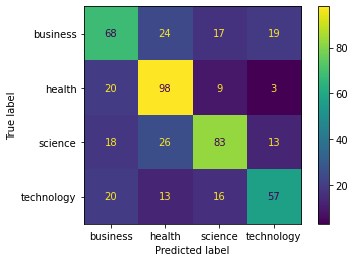 business 68 24 17 19
health 20 98 9 3
science 18 26 83 13
technology 20 13 16 57
business health science technology
Predicted label
True label
80
60
40
20